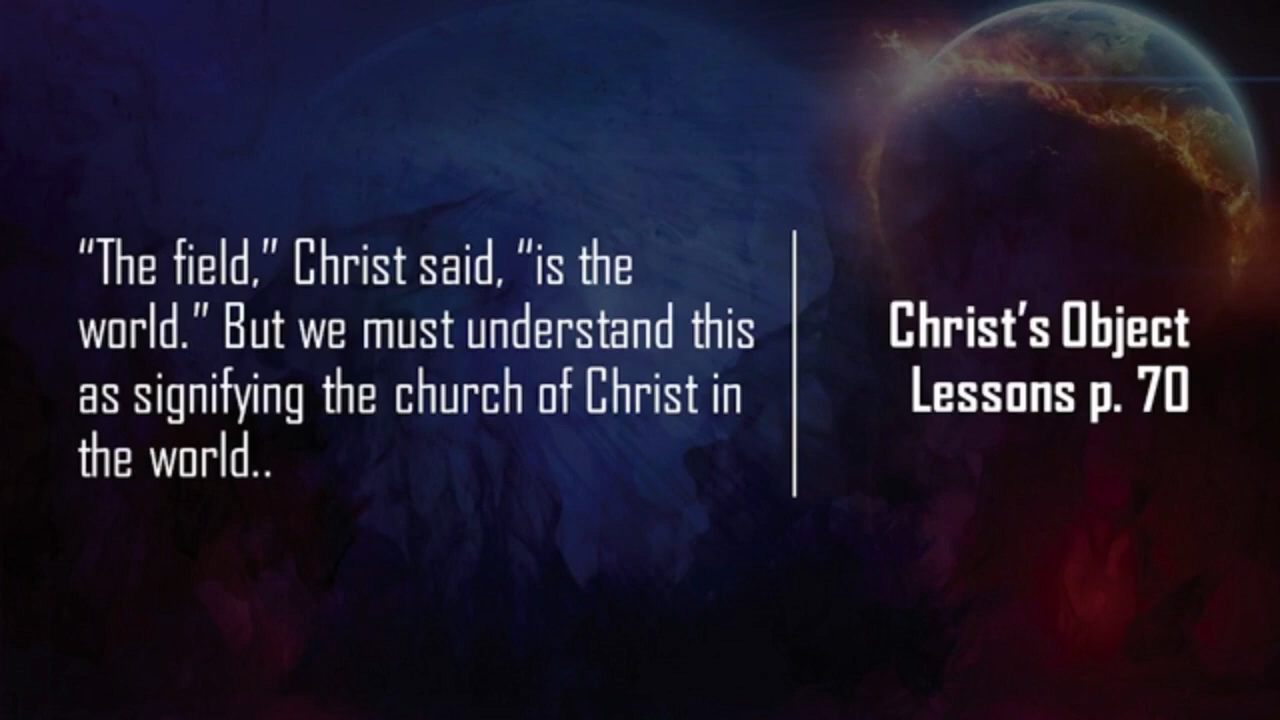 “The field,” Christ said, “is the
world.” But we must understand this
as signifying the church of Christ in
the world..
Christ’s Object
Lessons p. 70